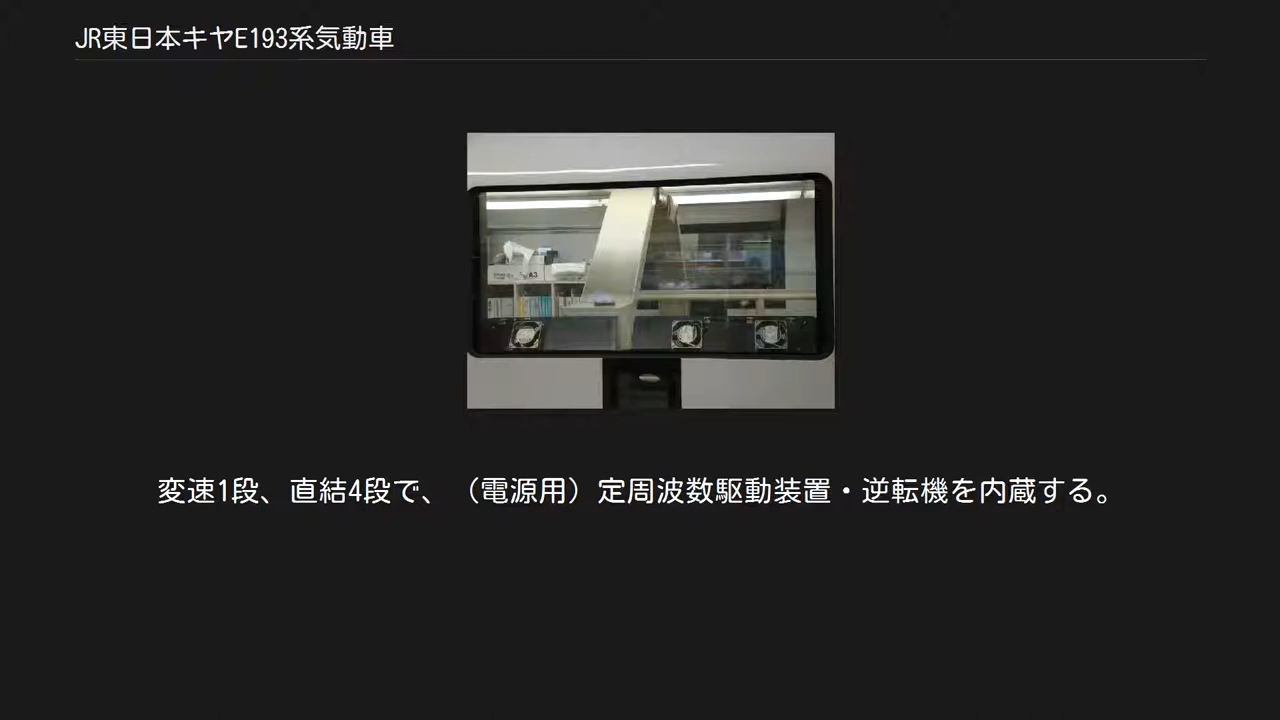 JR東日本キヤE193系気動車
A3
変速1段、直結4段で、（電源用）定周波数駆動装置・逆転機を内蔵する。